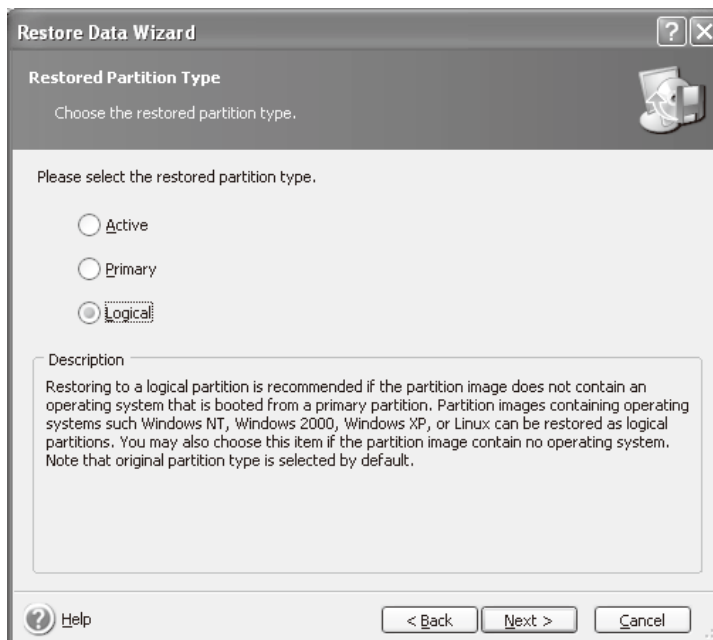 Restore Data Wizard
Restored Partition Type
Choose the restored partition type.
Please select the restored partition type.
Active
Primary
Logical
Description
Restoring to a logical partition is recommended if the partition image does not contain an
operating system that is booted from a primary partition. Partition images containing operating
systems such Windows NT, Windows 2000, Windows XP, or Linux can be restored as logical
partitions. You may also choose this item if the partition image contain no operating system.
Note that original partition type is selected by default.
Help
< Back
Next >
Cancel